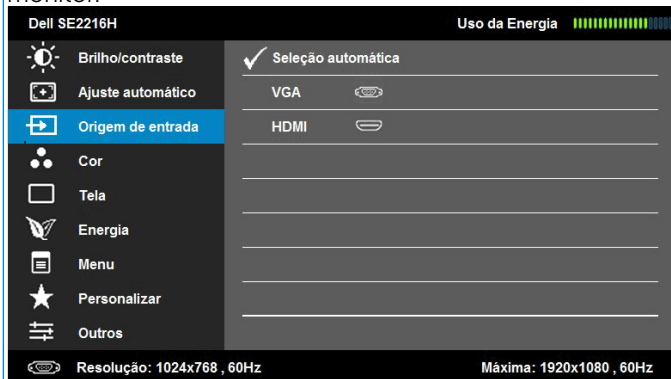 monitor.
Dell SE2216H Uso da Energia
Brilho/contraste Seleção automática
Ajuste automático VGA
Origem de entrada HDMI
Cor
Tela
Energia
Menu
Personalizar
Outros
Resolução: 1024x768 , 60Hz Máxima: 1920x1080 , 60Hz